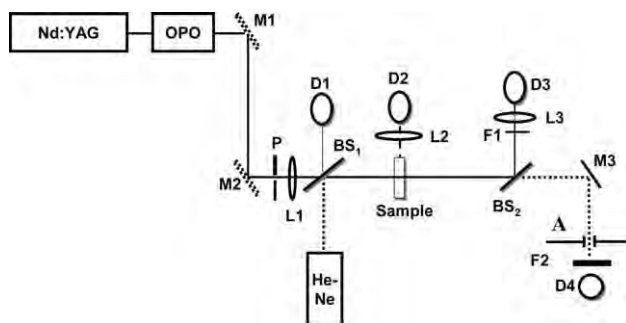 Nd:YAG
OPO
M1
D1
D2
D3
L3
F1
L2
BS1
P
M2
L1
Sample
BS2
M3
A
F2
D4
He-
Ne